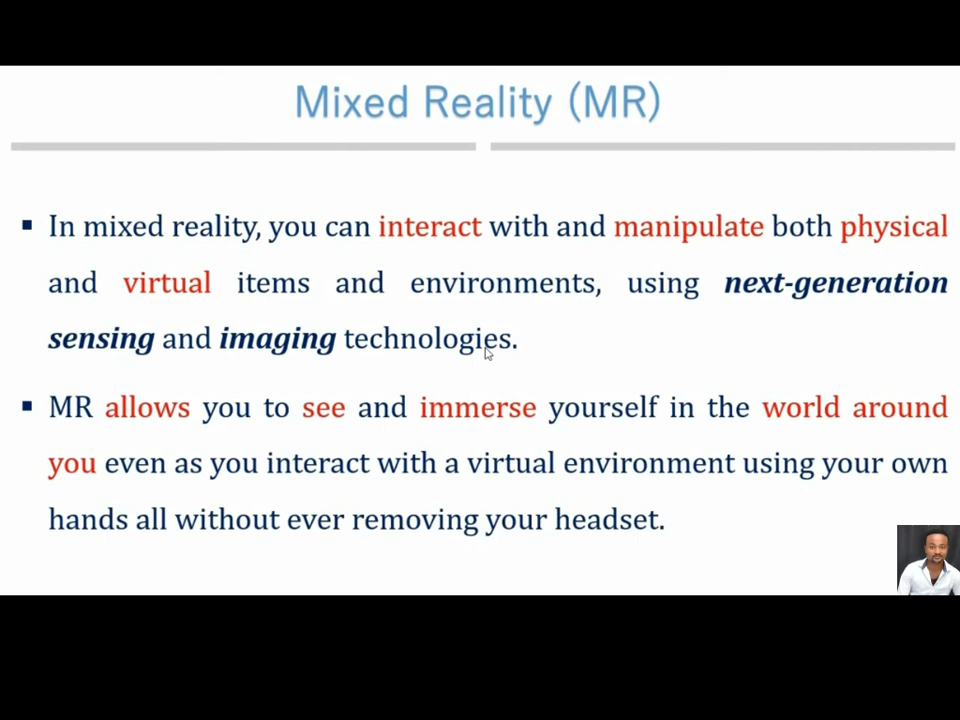 Mixed Reality (MR)
▪ In mixed reality, you can interact with and manipulate both physical
and virtual items and environments, using next-generation
sensing and imaging technologies.
▪ MR allows you to see and immerse yourself in the world around
you even as you interact with a virtual environment using your own
hands all without ever removing your headset.